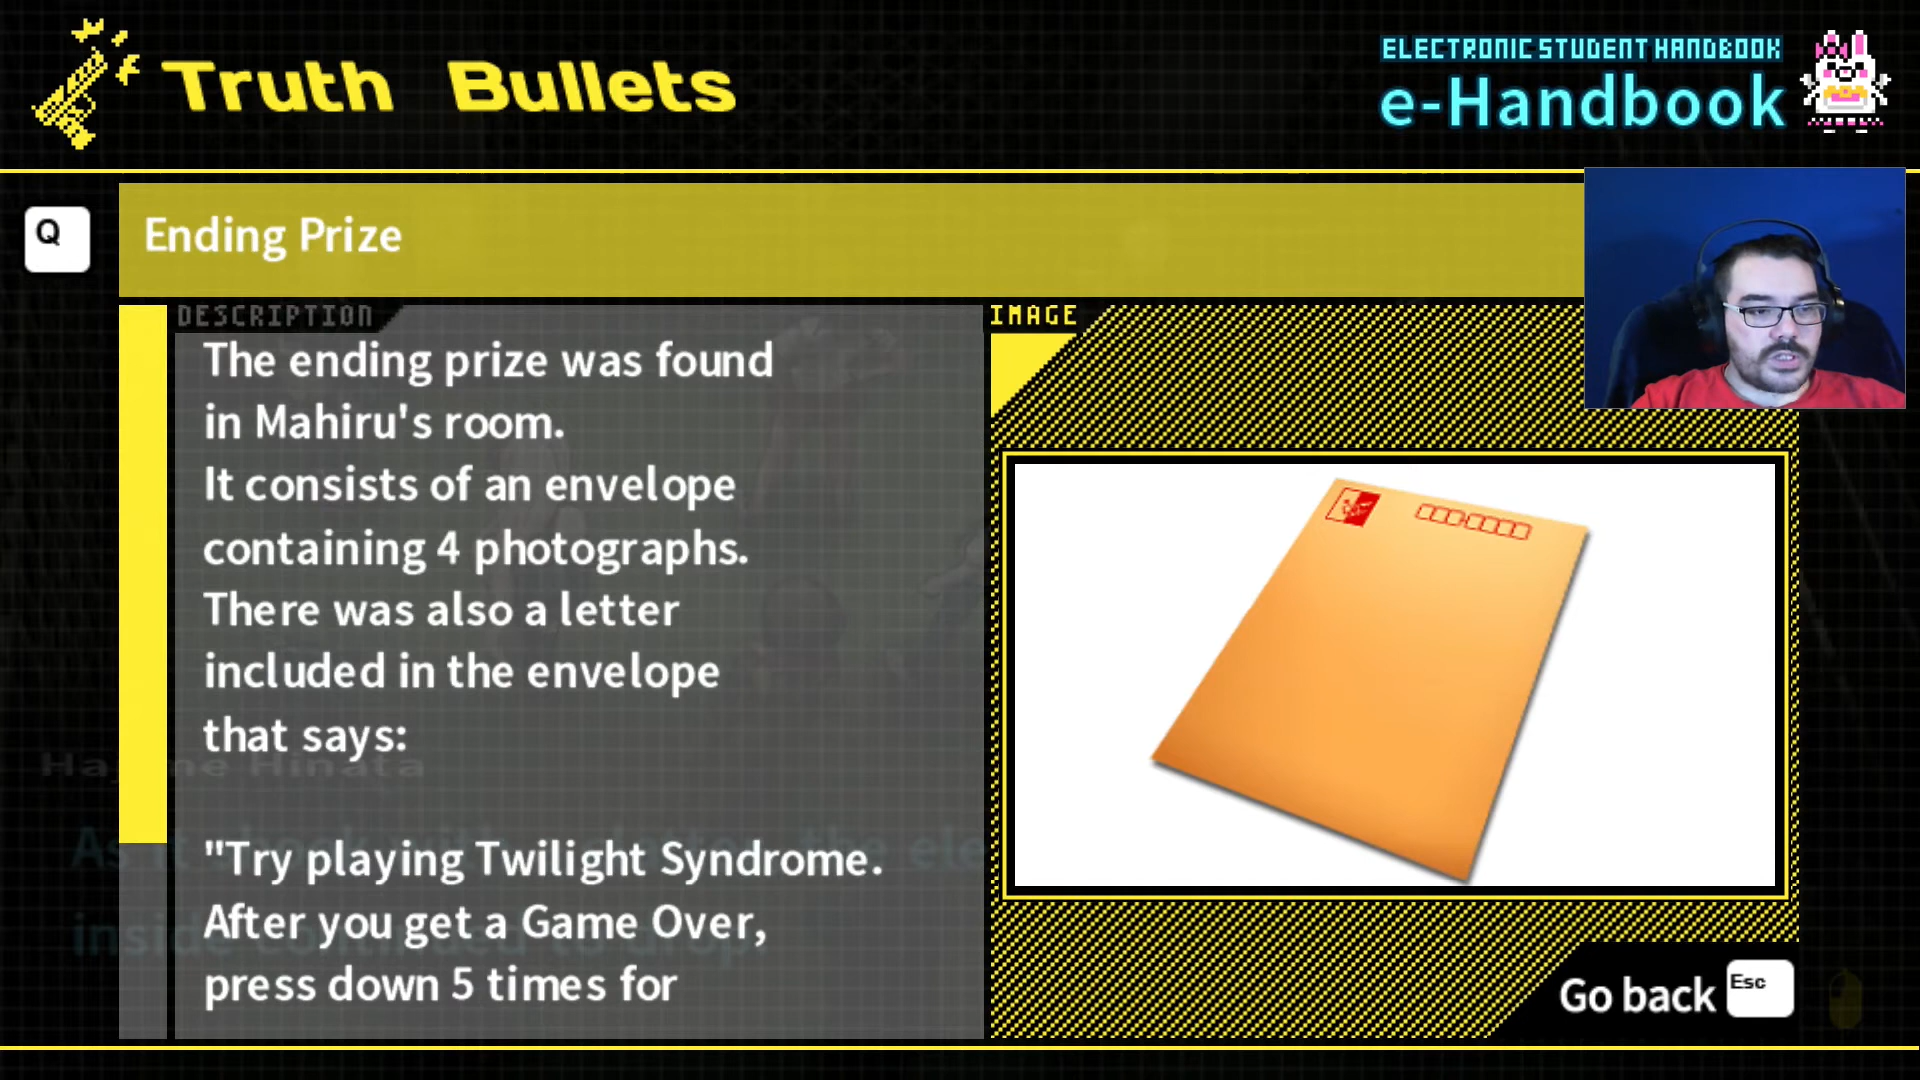 Truth Bullets
ELECTRONIC STUDENT HANDBOOK
e-Handbook
Q
Ending Prize
DESCRIPTION
IMAGE
The ending prize was found
in Mahiru's room.
It consists of an envelope
containing 4 photographs.
There was also a letter
included in the envelope
that says:
Hajime Hinata
"Try playing Twilight Syndrome.
After you get a Game Over,
press down 5 times for
Go back
Esc